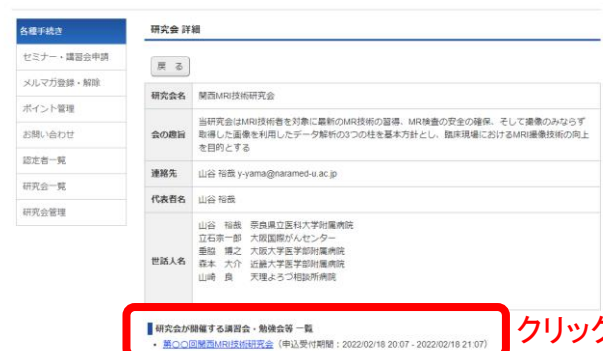 各種手続き
セミナー・講習会申請
メルマガ登録・解除
ポイント管理
お問い合わせ
認定者一覧
研究会一覧
研究会管理
研究会 詳細
戻 る
研究会名 関西MRI技術研究会
会の趣旨 当研究会はMRI技術者を対象に最新のMR技術の習得、MR検査の安全の確保、そして撮像のみならず
取得した画像を利用したデータ解析の3つの柱を基本方針とし、臨床現場におけるMRI撮像技術の向上
を目的とする
連絡先 山谷 裕哉 y-yama@naramed-u.ac.jp
代表者名 山谷 裕哉
世話人名
山谷 裕哉 奈良県立医科大学附属病院
立石宗一郎 大阪国際がんセンター
垂脇 博之 大阪大学医学部附属病院
森本 大介 近畿大学医学部附属病院
山崎 良 天理よろづ相談所病院
研究会が開催する講習会・勉強会等 一覧
・ 第〇〇回関西MRI技術研究会 (申込受付期間:2022/02/18 20:07 - 2022/02/18 21:07)
クリック